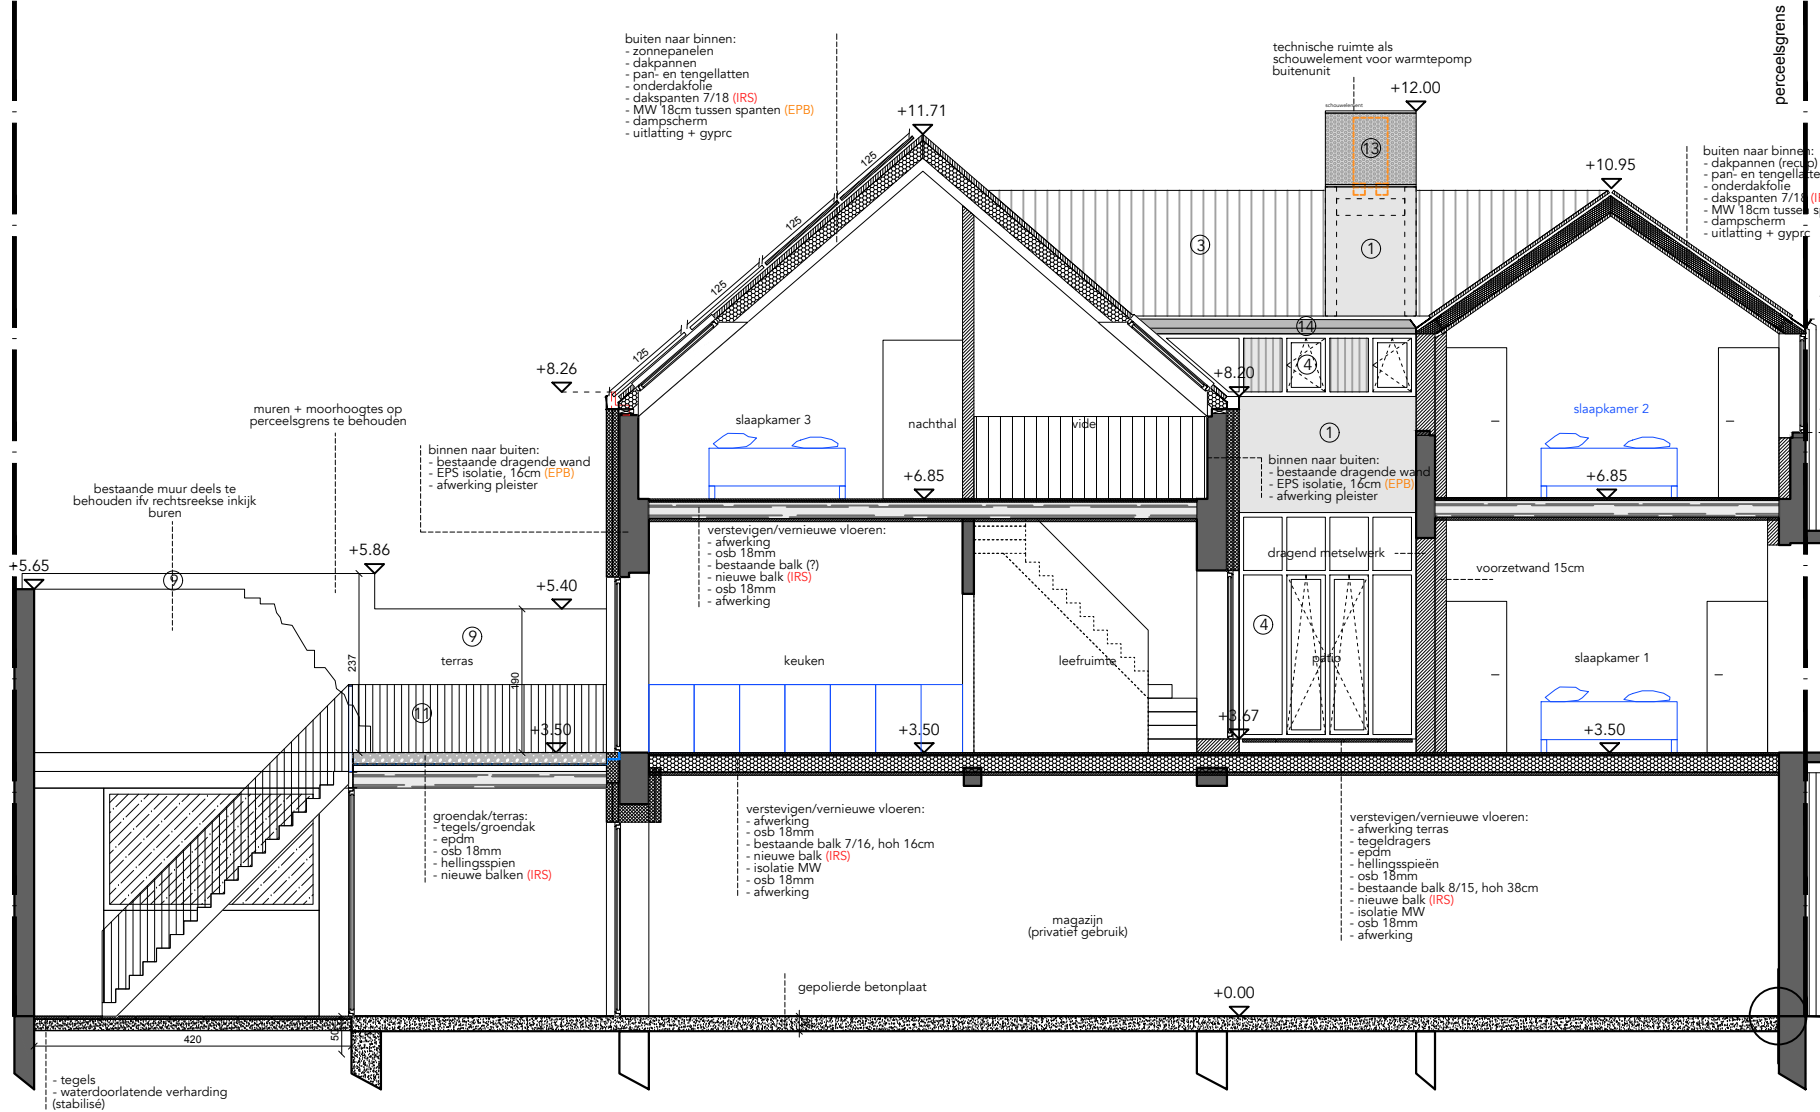 buiten naar binnen:
- zonnepanelen
- dakpannen
- pan- en tengellatten
- onderdakfolie
- dakspanten 7/18 (IRS)
- MW 18cm tussen spanten (EPB)
- dampscherm
- uitlatting + gyprc
technische ruimte als
schouwelement voor warmtepomp
buitenunit
perceelsgrens
schouwelement
+12.00
+11.71
+10.95
13
buiten naar binnen:
- dakpannen (recup)
- pan- en tengellatte
- onderdakfolie
- dakspanten 7/18 (I
- MW 18cm tussen s
- dampscherm
- uitlatting + gyprc
125
125
125
125
3
1
14
4
+8.26
+8.20
muren + moorhoogtes op
perceelsgrens te behouden
slaapkamer 3
nachthal
vide
slaapkamer 2
1
binnen naar buiten:
- bestaande dragende wand
- EPS isolatie, 16cm (EPB)
- afwerking pleister
binnen naar buiten:
- bestaande dragende wand
- EPS isolatie, 16cm (EPB)
- afwerking pleister
+6.85
+6.85
bestaande muur deels te
behouden ifv rechtsreekse inkijk
buren
verstevigen/vernieuwe vloeren:
- afwerking
- osb 18mm
- bestaande balk (?)
- nieuwe balk (IRS)
- osb 18mm
- afwerking
dragend metselwerk
voorzetwand 15cm
+5.65
9
+5.86
+5.40
9
4
237
190
terras
keuken
leefruimte
patio
slaapkamer 1
11
+3.50
+3.50
+3.67
+3.50
groendak/terras:
- tegels/groendak
- epdm
- osb 18mm
- hellingsspien
- nieuwe balken (IRS)
verstevigen/vernieuwe vloeren:
- afwerking
- osb 18mm
- bestaande balk 7/16, hoh 16cm
- nieuwe balk (IRS)
- isolatie MW
- osb 18mm
- afwerking
verstevigen/vernieuwe vloeren:
- afwerking terras
- tegeldragers
- epdm
- hellingsspieën
- osb 18mm
- bestaande balk 8/15, hoh 38cm
- nieuwe balk (IRS)
- isolatie MW
- osb 18mm
- afwerking
magazijn
(privatief gebruik)
gepolierde betonplaat
+0.00
420
50
- tegels
- waterdoorlatende verharding
(stabilisé)